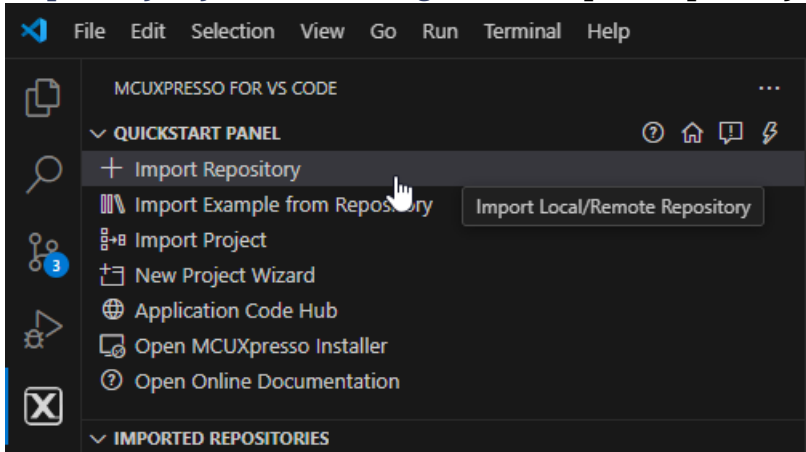 File Edit Selection View Go Run Terminal Help
MCUXPRESSO FOR VS CODE
QUICKSTART PANEL
Import Repository
Import Example from Repository
Import Local/Remote Repository
Import Project
3
New Project Wizard
Application Code Hub
Open MCUXpresso Installer
Open Online Documentation
IMPORTED REPOSITORIES